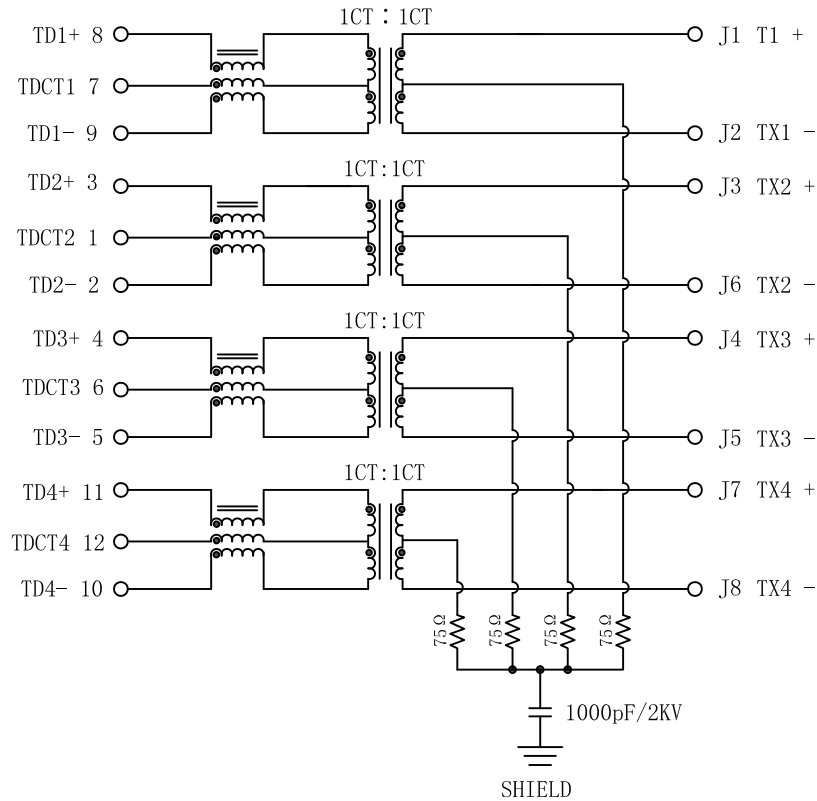 1CT : 1CT
TD1+ 8
J1 T1 +
TDCT1 7
TD1- 9
J2 TX1 -
1CT:1CT
TD2+ 3
J3 TX2 +
TDCT2 1
TD2- 2
J6 TX2 -
1CT:1CT
TD3+ 4
J4 TX3 +
TDCT3 6
TD3- 5
J5 TX3 -
1CT:1CT
TD4+ 11
J7 TX4 +
TDCT4 12
TD4- 10
J8 TX4 -
75Ω
75Ω
75Ω
75Ω
1000pF/2KV
SHIELD